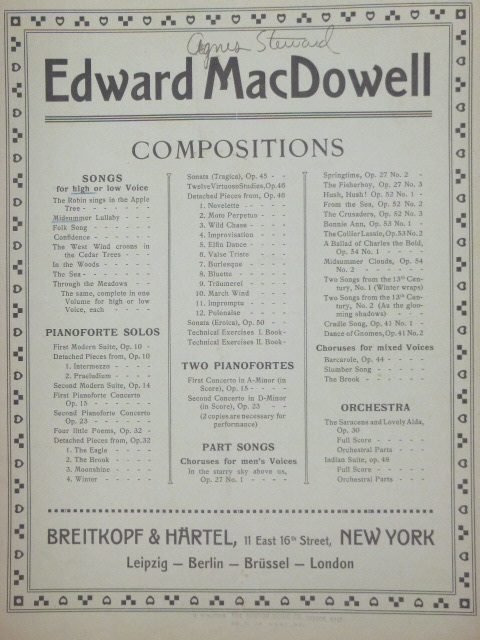 Agnes Steward
Edward MacDowell
COMPOSITIONS
SONGS
for high or low Voice
The Robin sings in the Apple
Tree - - - - - -
Midsummer Lullaby - -
Folk Song - - - - -
Confidence - - - - -
The West Wind croons in
the Cedar Trees - - -
In the Woods - - - -
The Sea - - - - - -
Through the Meadows
The same, complete in one
Volume for high or low
Voice, each - - - -
PIANOFORTE SOLOS
First Modern Suite, Op. 10 -
Detached Pieces from, Op. 10
1. Intermezzo - - - -
2. Praeludium - - - -
Second Modern Suite, Op. 14
First Pianoforte Concerto
Op. 15 - - - - -
Second Pianoforte Concerto
Op. 23 - - - - -
Four little Poems, Op. 32 -
Detached Pieces from, Op.32
1. The Eagle - - - -
2. The Brook - - - -
3. Moonshine - - - -
4. Winter - - - - -
Sonata (Tragica), Op. 45 - -
Twelve Virtuoso Studies, Op. 46
Detached Pieces from, Op. 46
1. Novelette - - - -
2. Moto Perpetuo - - -
3. Wild Chase - - - -
4. Improvisation - - -
5. Elfin Dance - - - -
6. Valse Triste - - - -
7. Burlesque - - - -
8. Bluette - - - - -
9. Träumerei - - - -
10. March Wind - - - -
11. Impromptu - - - -
12. Polonaise - - - -
Sonata (Eroica), Op. 50 - -
Technical Exercises I. Book -
Technical Exercises II. Book -
TWO PIANOFORTES
First Concerto in A-Minor (in
Score), Op. 15 - - - -
Second Concerto in D-Minor
(in Score), Op. 23 - - -
(2 copies are necessary for
performance)
PART SONGS
Choruses for men's Voices
In the starry sky above us,
Op. 27 No. 1 - - - -
Springtime, Op. 27 No. 2 -
The Fisherboy, Op. 27 No. 3
Hush, Hush! Op. 52 No. 1 -
From the Sea, Op. 52 No. 2
The Crusaders, Op. 52 No. 3
Bonnie Ann, Op. 53 No. 1
The Collier Lassie, Op. 53 No. 2
A Ballad of Charles the Bold,
Op. 54 No. 1 - - - -
Midsummer Clouds, Op. 54
No. 2 - - - - -
Two Songs from the 13th Cen-
tury, No. 1 (Winter wraps)
Two Songs from the 13th Cen-
tury, No. 2 (As the gloo-
ming shadows)
Cradle Song, Op. 41 No. 1 -
Dance of Gnomes, Op. 41 No. 2
Choruses for mixed Voices
Barcarole, Op. 44 - - -
Slumber Song - - - -
The Brook - - - - -
ORCHESTRA
The Saracens and Lovely Alda,
Op. 30
Full Score - - - -
Orchestral Parts - - -
Indian Suite, op. 48
Full Score - - - -
Orchestral Parts - - -
BREITKOPF & HÄRTEL, 11 East 16th Street, NEW YORK
Leipzig — Berlin — Brüssel — London